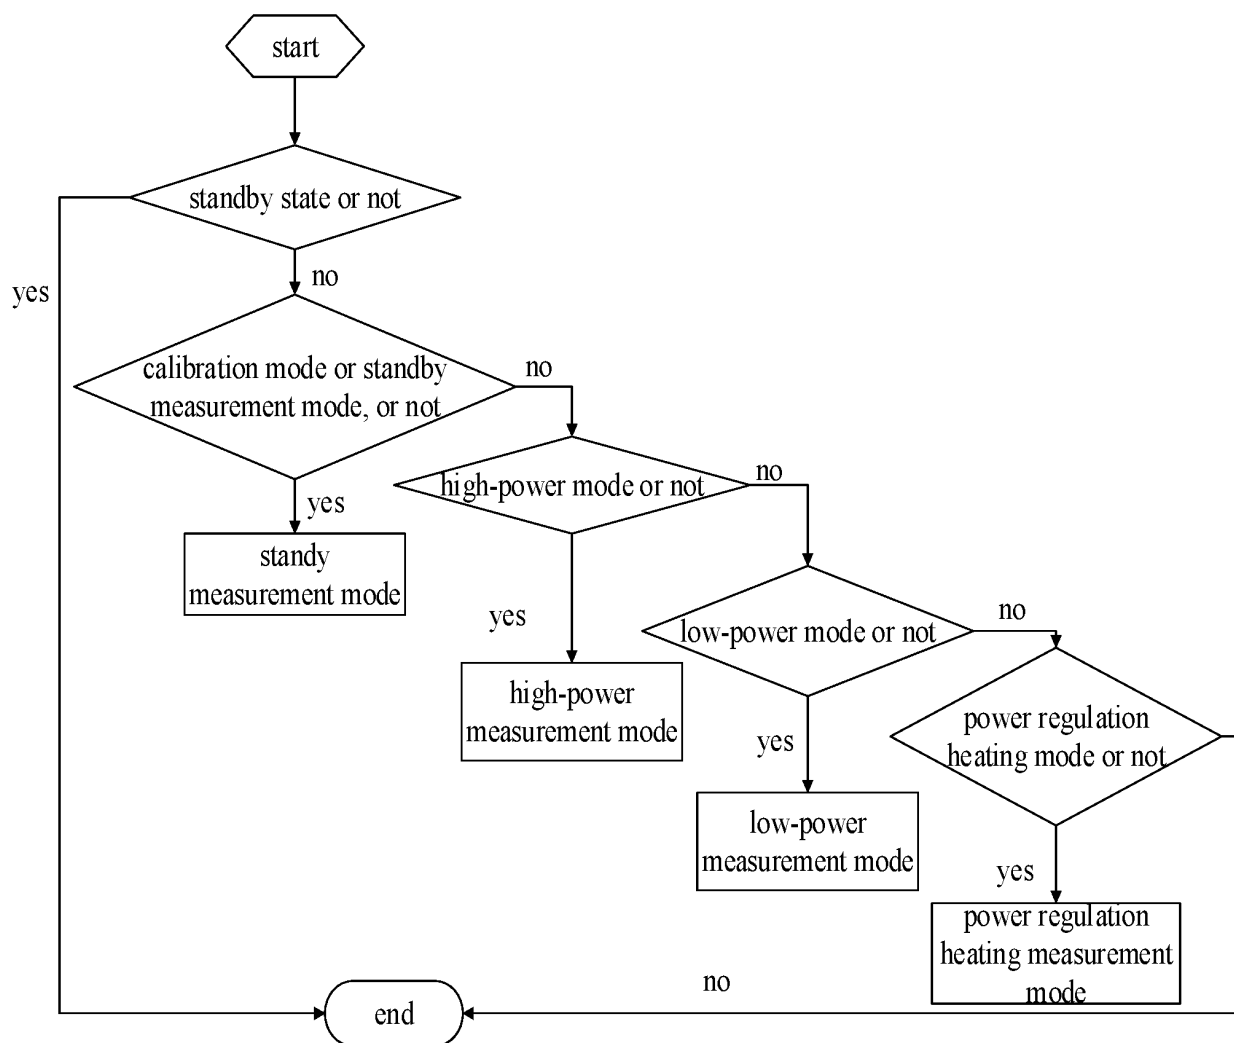 start
standby state or not
yes
no
calibration mode or standby
measurement mode, or not
no
yes
standy
measurement mode
high-power mode or not
no
yes
high-power
measurement mode
low-power mode or not
no
yes
low-power
measurement mode
power regulation
heating mode or not
yes
power regulation
heating measurement
mode
no
end